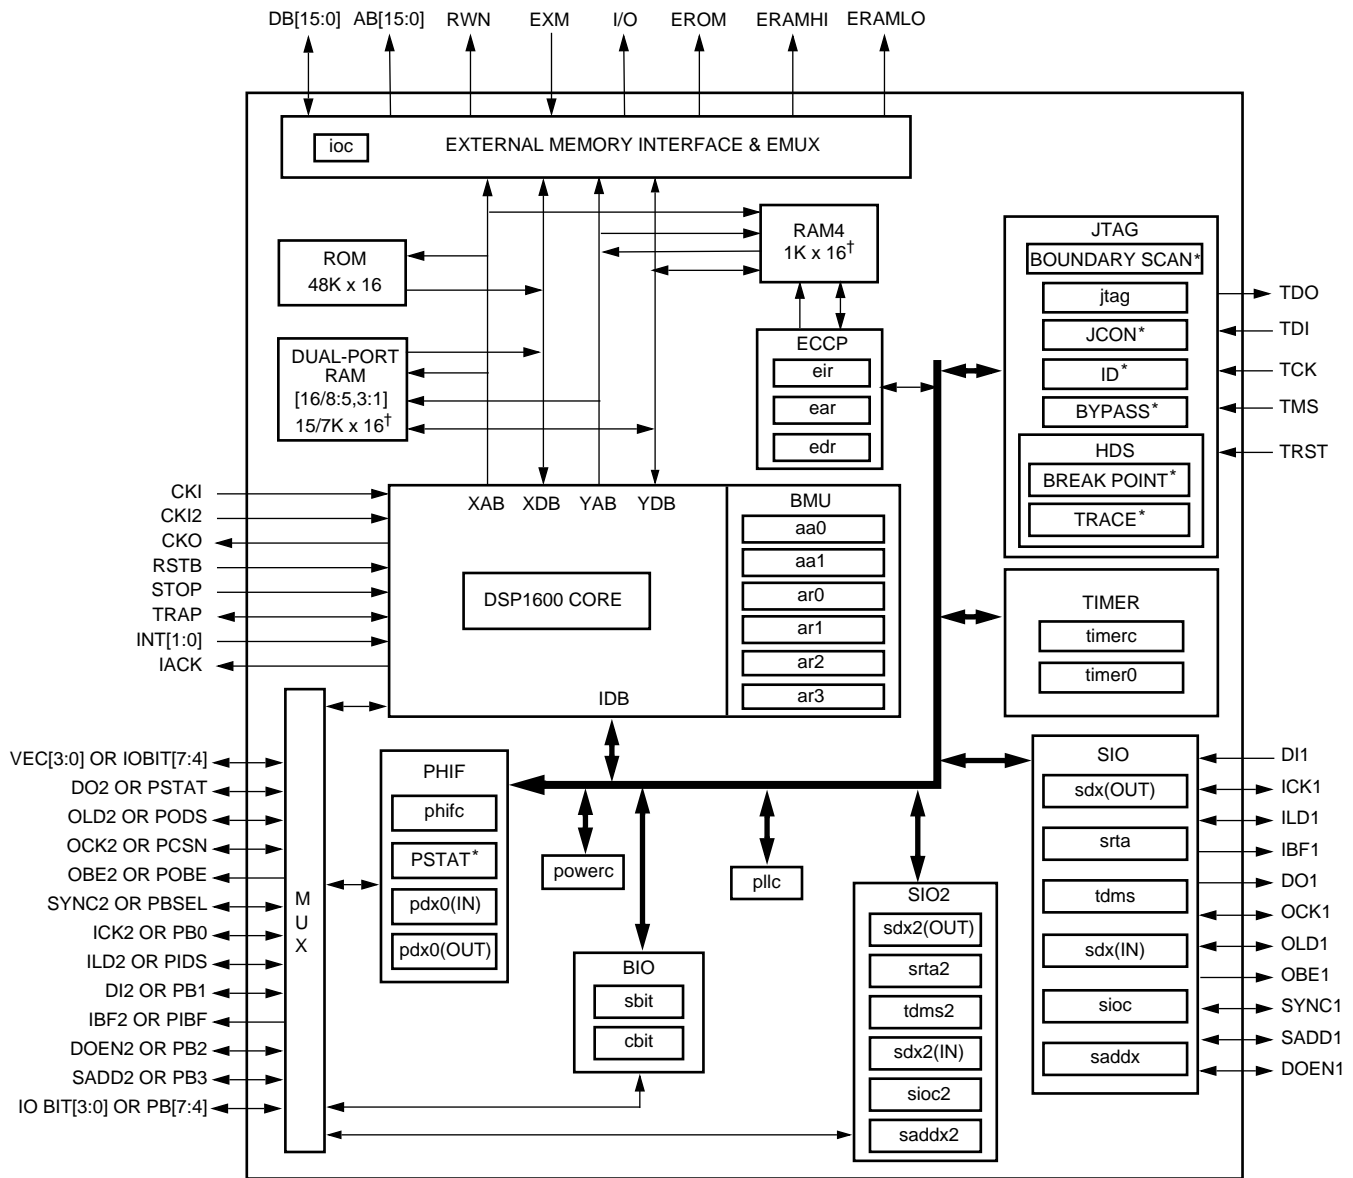 DB[15:0] AB[15:0] RWN EXM I/O EROM ERAMHI ERAMLO
ioc
EXTERNAL MEMORY INTERFACE & EMUX
ROM
48K x 16
RAM4
1K x 16†
DUAL-PORT
RAM
[16/8:5,3:1]
15/7K x 16†
ECCP
eir
ear
edr
JTAG
BOUNDARY SCAN*
jtag
JCON*
ID*
BYPASS*
HDS
BREAK POINT*
TRACE*
TDO
TDI
TCK
TMS
TRST
CKI
CKI2
CKO
RSTB
STOP
TRAP
INT[1:0]
IACK
XAB XDB YAB YDB
DSP1600 CORE
IDB
BMU
aa0
aa1
ar0
ar1
ar2
ar3
TIMER
timerc
timer0
VEC[3:0] OR IOBIT[7:4]
DO2 OR PSTAT
OLD2 OR PODS
OCK2 OR PCSN
OBE2 OR POBE
SYNC2 OR PBSEL
ICK2 OR PB0
ILD2 OR PIDS
DI2 OR PB1
IBF2 OR PIBF
DOEN2 OR PB2
SADD2 OR PB3
IO BIT[3:0] OR PB[7:4]
M
U
X
PHIF
phifc
PSTAT*
pdx0(IN)
pdx0(OUT)
powerc
pllc
BIO
sbit
cbit
SIO2
sdx2(OUT)
srta2
tdms2
sdx2(IN)
sioc2
saddx2
SIO
sdx(OUT)
srta
tdms
sdx(IN)
sioc
saddx
DI1
ICK1
ILD1
IBF1
DO1
OCK1
OLD1
OBE1
SYNC1
SADD1
DOEN1